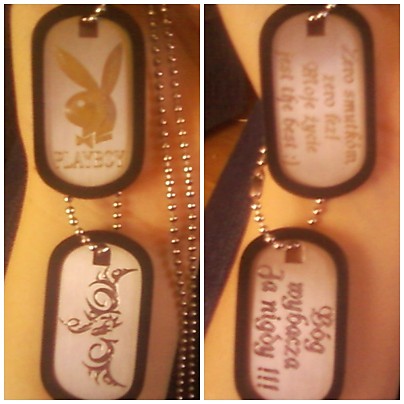 PLAYBOY
Zero smutków,
zero łez!
Moje życie
jest the best ;)
Bóg
wybacza
Ja nigdy !!!